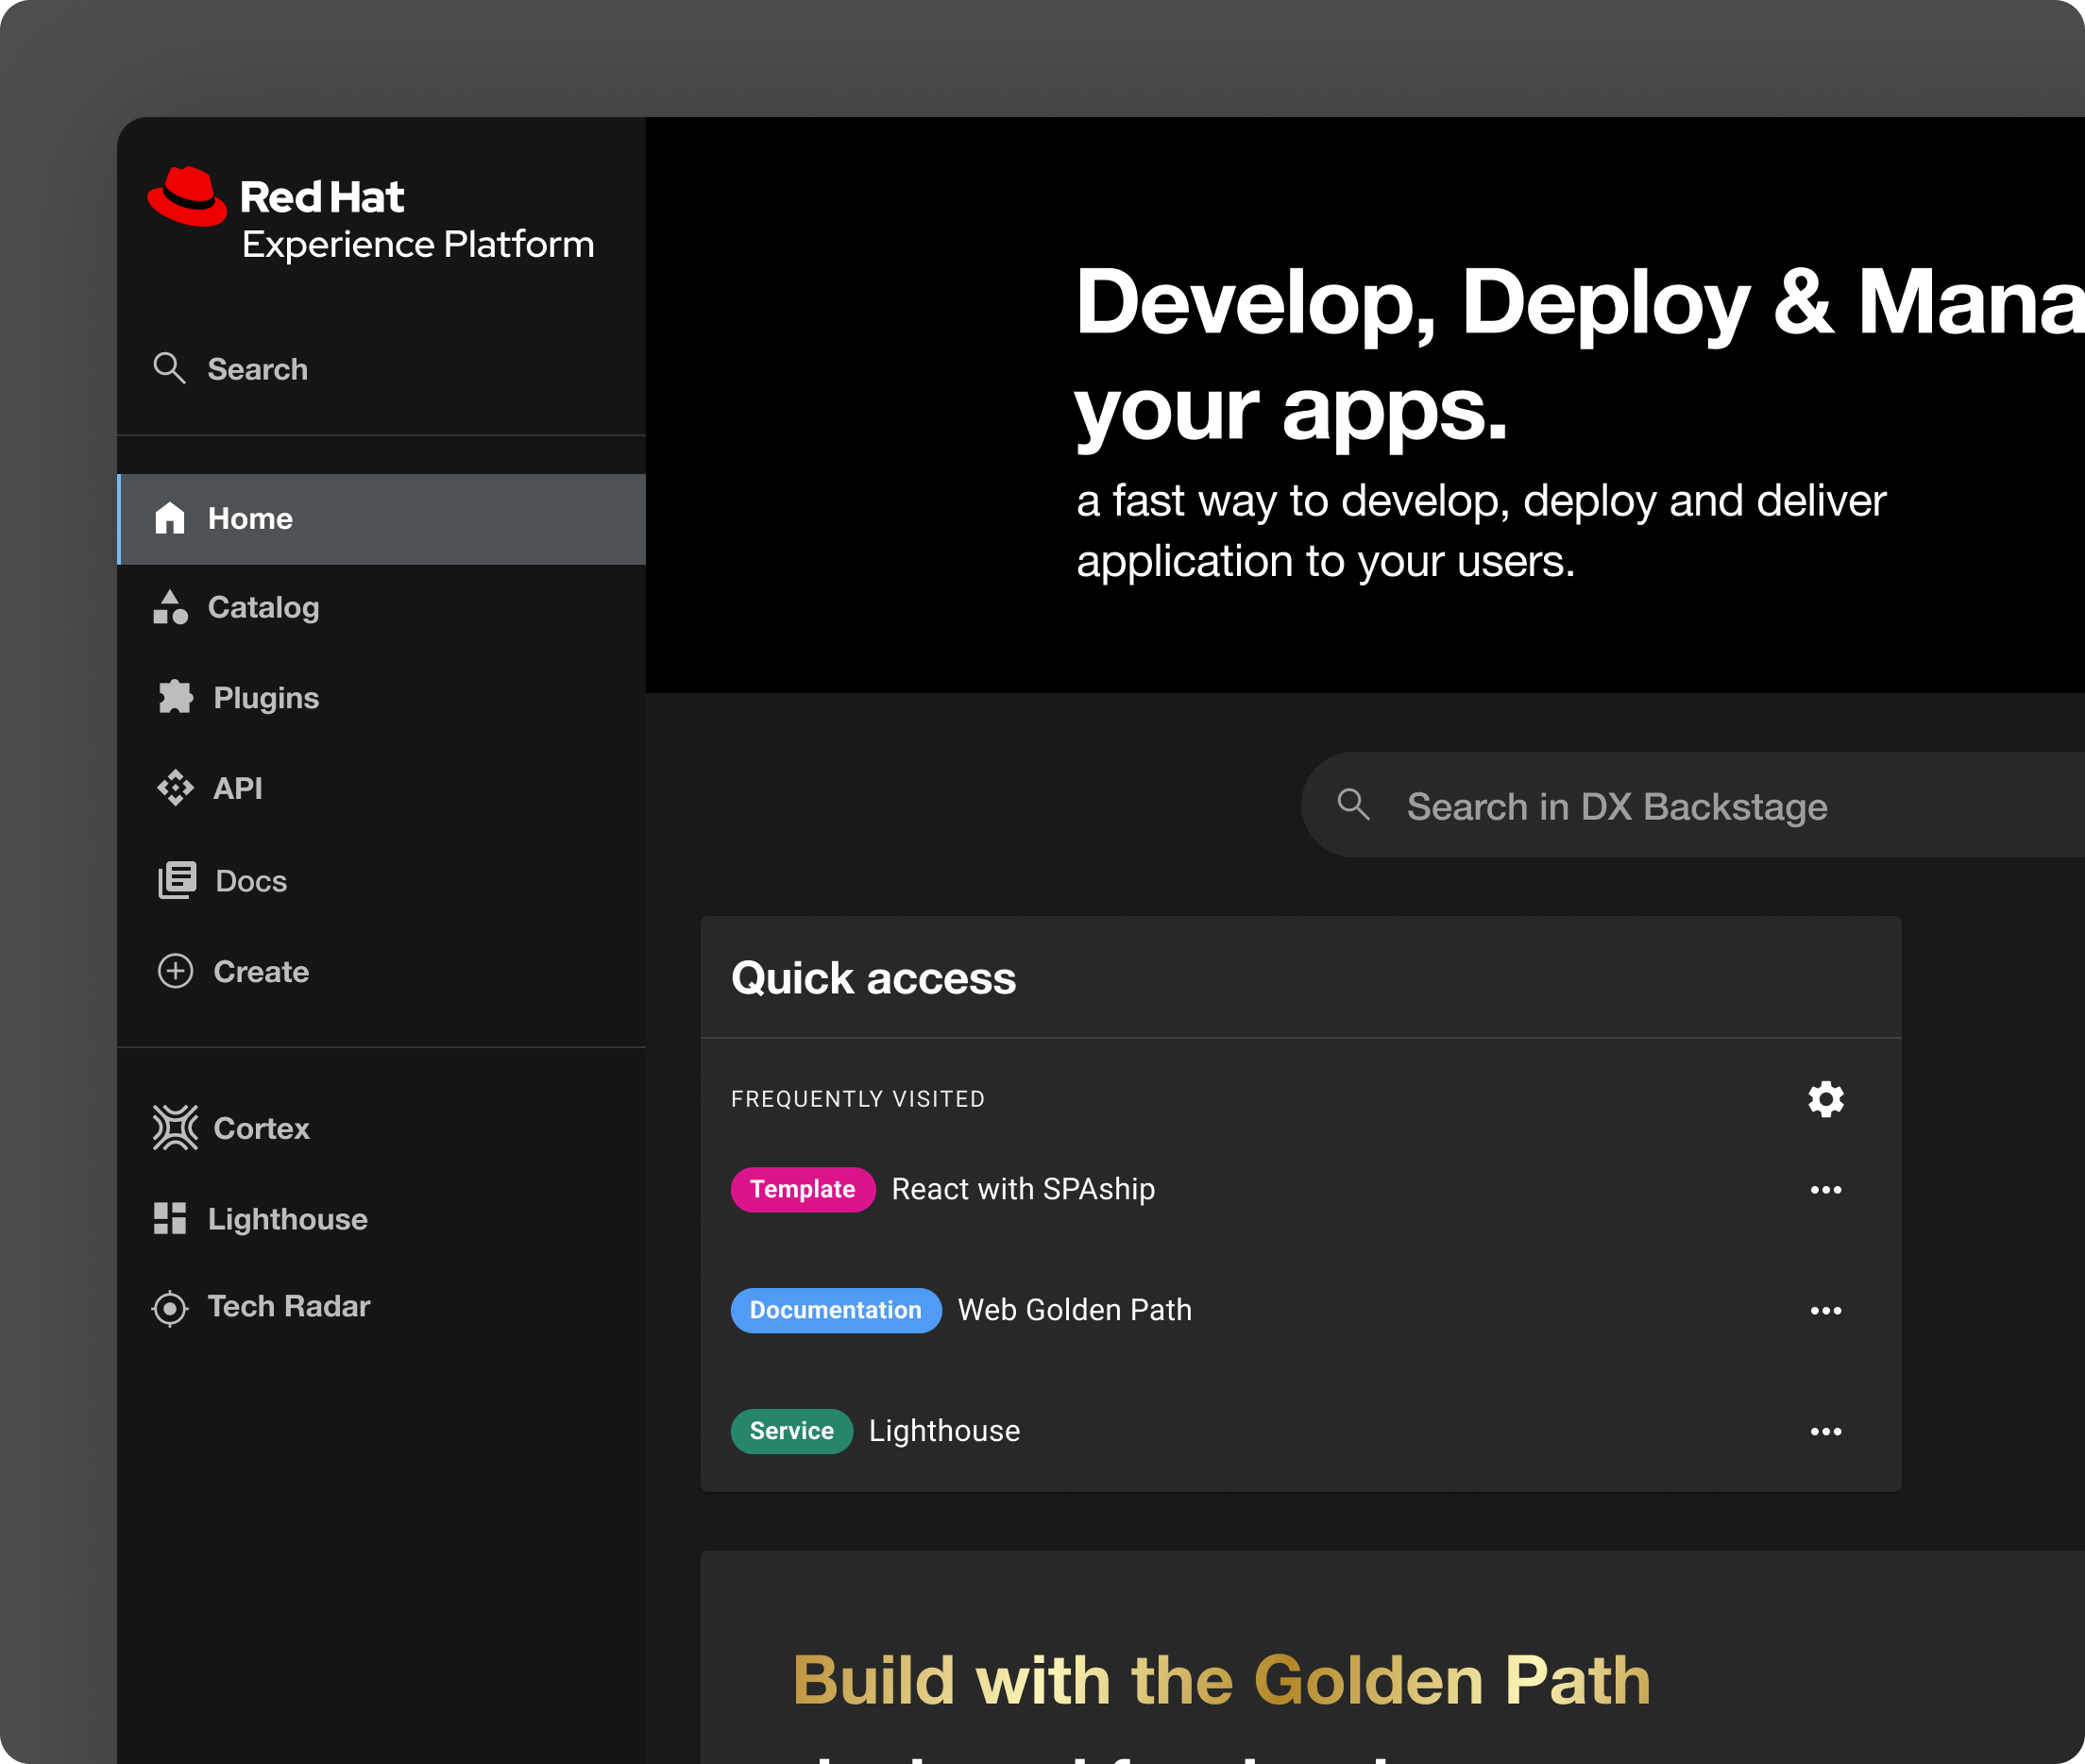 Red Hat
Experience Platform
Search
Home
Catalog
Plugins
API
Docs
Create
Cortex
Lighthouse
Tech Radar
Develop, Deploy & Mana
your apps.
a fast way to develop, deploy and deliver
application to your users.
Search in DX Backstage
Quick access
FREQUENTLY VISITED
Template React with SPAship
Documentation Web Golden Path
Service Lighthouse
Build with the Golden Path